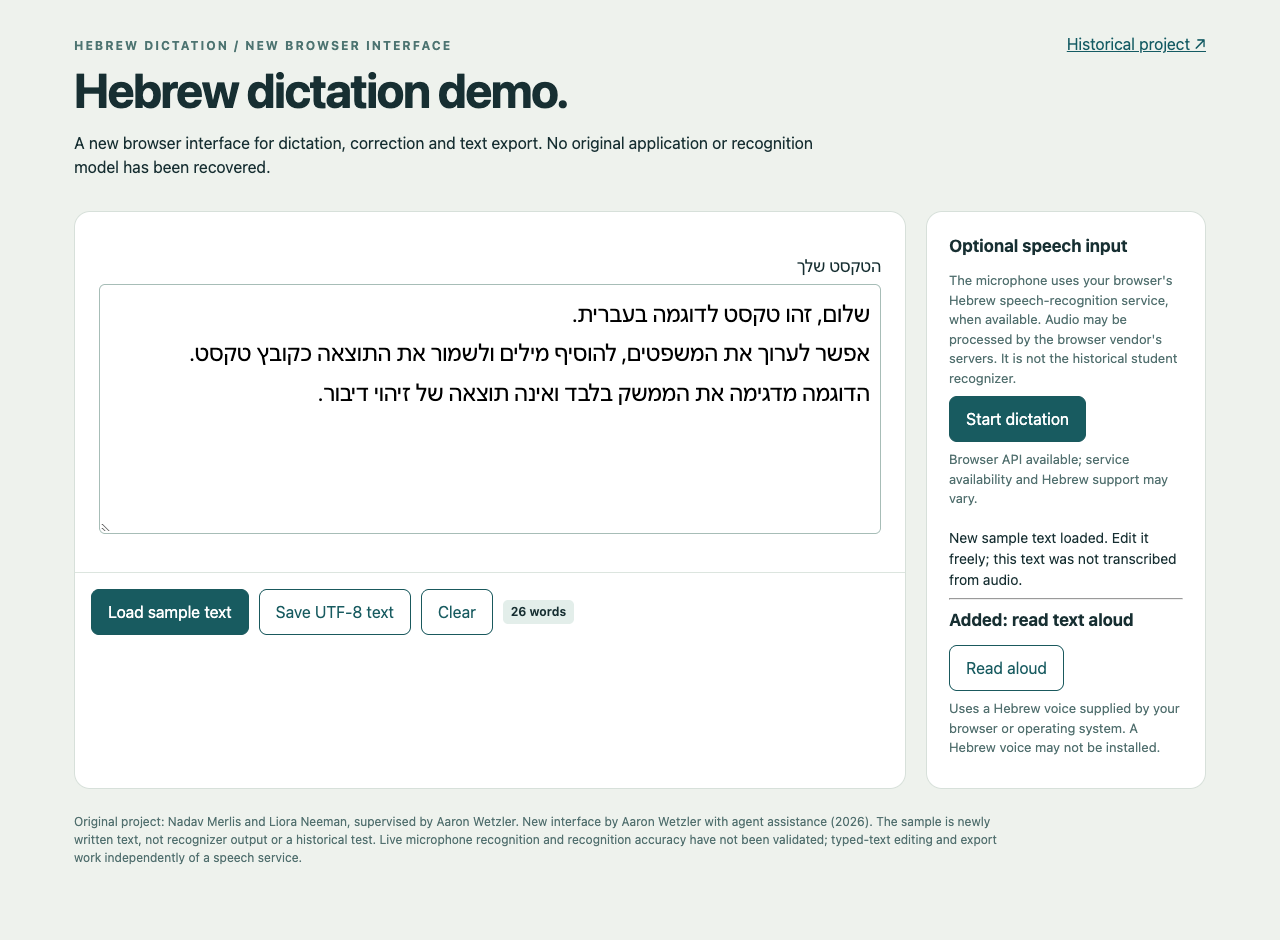 HEBREW DICTATION / NEW BROWSER INTERFACE
Historical project ↗
Hebrew dictation demo.
A new browser interface for dictation, correction and text export. No original application or recognition
model has been recovered.
הטקסט שלך
שלום, זהו טקסט לדוגמה בעברית.
אפשר לערוך את המשפטים, להוסיף מילים ולשמור את התוצאה כקובץ טקסט.
הדוגמה מדגימה את הממשק בלבד ואינה תוצאה של זיהוי דיבור.
Load sample text
Save UTF-8 text
Clear
26 words
Optional speech input
The microphone uses your browser's
Hebrew speech-recognition service,
when available. Audio may be
processed by the browser vendor's
servers. It is not the historical student
recognizer.
Start dictation
Browser API available; service
availability and Hebrew support may
vary.
New sample text loaded. Edit it
freely; this text was not transcribed
from audio.
Added: read text aloud
Read aloud
Uses a Hebrew voice supplied by your
browser or operating system. A
Hebrew voice may not be installed.
Original project: Nadav Merlis and Liora Neeman, supervised by Aaron Wetzler. New interface by Aaron Wetzler with agent assistance (2026). The sample is newly
written text, not recognizer output or a historical test. Live microphone recognition and recognition accuracy have not been validated; typed-text editing and export
work independently of a speech service.